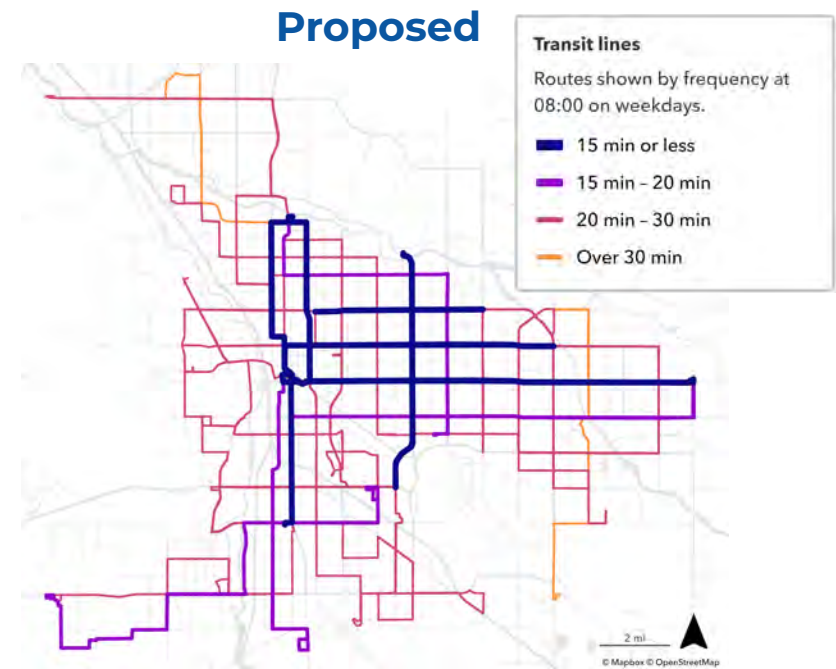 Proposed
Transit lines
Routes shown by frequency at
08:00 on weekdays.
15 min or less
15 min – 20 min
20 min – 30 min
Over 30 min
2 mi
© Mapbox © OpenStreetMap